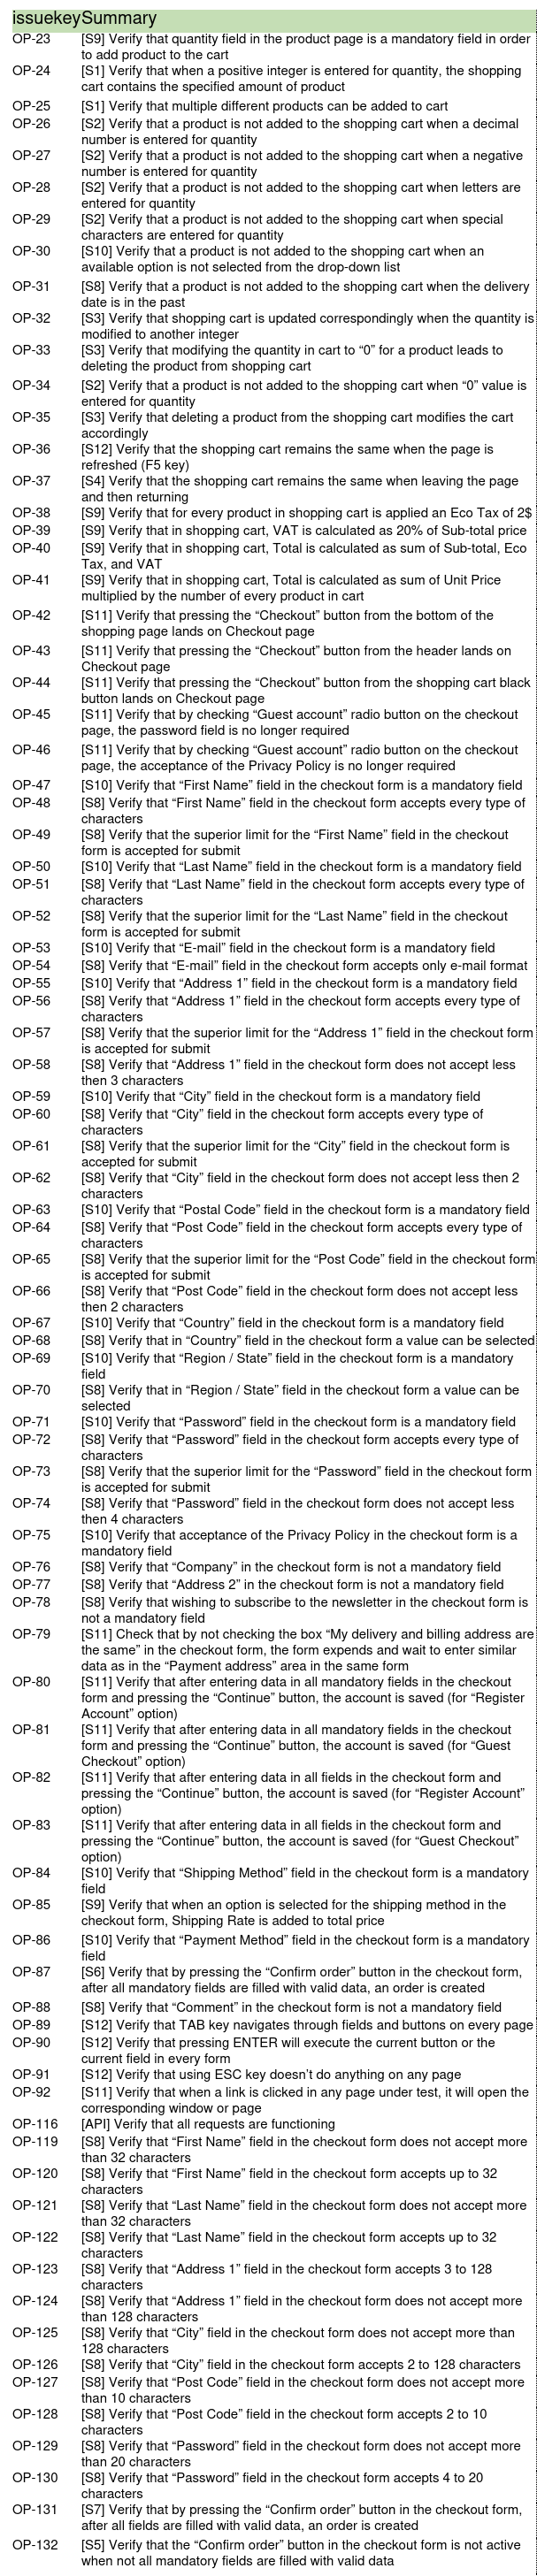 issuekeySummary
OP-23 [S9] Verify that quantity field in the product page is a mandatory field in order
to add product to the cart
OP-24 [S1] Verify that when a positive integer is entered for quantity, the shopping
cart contains the specified amount of product
OP-25 [S1] Verify that multiple different products can be added to cart
OP-26 [S2] Verify that a product is not added to the shopping cart when a decimal
number is entered for quantity
OP-27 [S2] Verify that a product is not added to the shopping cart when a negative
number is entered for quantity
OP-28 [S2] Verify that a product is not added to the shopping cart when letters are
entered for quantity
OP-29 [S2] Verify that a product is not added to the shopping cart when special
characters are entered for quantity
OP-30 [S10] Verify that a product is not added to the shopping cart when an
available option is not selected from the drop-down list
OP-31 [S8] Verify that a product is not added to the shopping cart when the delivery
date is in the past
OP-32 [S3] Verify that shopping cart is updated correspondingly when the quantity is
modified to another integer
OP-33 [S3] Verify that modifying the quantity in cart to “0” for a product leads to
deleting the product from shopping cart
OP-34 [S2] Verify that a product is not added to the shopping cart when “0” value is
entered for quantity
OP-35 [S3] Verify that deleting a product from the shopping cart modifies the cart
accordingly
OP-36 [S12] Verify that the shopping cart remains the same when the page is
refreshed (F5 key)
OP-37 [S4] Verify that the shopping cart remains the same when leaving the page
and then returning
OP-38 [S9] Verify that for every product in shopping cart is applied an Eco Tax of 2$
OP-39 [S9] Verify that in shopping cart, VAT is calculated as 20% of Sub-total price
OP-40 [S9] Verify that in shopping cart, Total is calculated as sum of Sub-total, Eco
Tax, and VAT
OP-41 [S9] Verify that in shopping cart, Total is calculated as sum of Unit Price
multiplied by the number of every product in cart
OP-42 [S11] Verify that pressing the “Checkout” button from the bottom of the
shopping page lands on Checkout page
OP-43 [S11] Verify that pressing the “Checkout” button from the header lands on
Checkout page
OP-44 [S11] Verify that pressing the “Checkout” button from the shopping cart black
button lands on Checkout page
OP-45 [S11] Verify that by checking “Guest account” radio button on the checkout
page, the password field is no longer required
OP-46 [S11] Verify that by checking “Guest account” radio button on the checkout
page, the acceptance of the Privacy Policy is no longer required
OP-47 [S10] Verify that “First Name” field in the checkout form is a mandatory field
OP-48 [S8] Verify that “First Name” field in the checkout form accepts every type of
characters
OP-49 [S8] Verify that the superior limit for the “First Name” field in the checkout
form is accepted for submit
OP-50 [S10] Verify that “Last Name” field in the checkout form is a mandatory field
OP-51 [S8] Verify that “Last Name” field in the checkout form accepts every type of
characters
OP-52 [S8] Verify that the superior limit for the “Last Name” field in the checkout
form is accepted for submit
OP-53 [S10] Verify that “E-mail” field in the checkout form is a mandatory field
OP-54 [S8] Verify that “E-mail” field in the checkout form accepts only e-mail format
OP-55 [S10] Verify that “Address 1” field in the checkout form is a mandatory field
OP-56 [S8] Verify that “Address 1” field in the checkout form accepts every type of
characters
OP-57 [S8] Verify that the superior limit for the “Address 1” field in the checkout form
is accepted for submit
OP-58 [S8] Verify that “Address 1” field in the checkout form does not accept less
then 3 characters
OP-59 [S10] Verify that “City” field in the checkout form is a mandatory field
OP-60 [S8] Verify that “City” field in the checkout form accepts every type of
characters
OP-61 [S8] Verify that the superior limit for the “City” field in the checkout form is
accepted for submit
OP-62 [S8] Verify that “City” field in the checkout form does not accept less then 2
characters
OP-63 [S10] Verify that “Postal Code” field in the checkout form is a mandatory field
OP-64 [S8] Verify that “Post Code” field in the checkout form accepts every type of
characters
OP-65 [S8] Verify that the superior limit for the “Post Code” field in the checkout form
is accepted for submit
OP-66 [S8] Verify that “Post Code” field in the checkout form does not accept less
then 2 characters
OP-67 [S10] Verify that “Country” field in the checkout form is a mandatory field
OP-68 [S8] Verify that in “Country” field in the checkout form a value can be selected
OP-69 [S10] Verify that “Region / State” field in the checkout form is a mandatory
field
OP-70 [S8] Verify that in “Region / State” field in the checkout form a value can be
selected
OP-71 [S10] Verify that “Password” field in the checkout form is a mandatory field
OP-72 [S8] Verify that “Password” field in the checkout form accepts every type of
characters
OP-73 [S8] Verify that the superior limit for the “Password” field in the checkout form
is accepted for submit
OP-74 [S8] Verify that “Password” field in the checkout form does not accept less
then 4 characters
OP-75 [S10] Verify that acceptance of the Privacy Policy in the checkout form is a
mandatory field
OP-76 [S8] Verify that “Company” in the checkout form is not a mandatory field
OP-77 [S8] Verify that “Address 2” in the checkout form is not a mandatory field
OP-78 [S8] Verify that wishing to subscribe to the newsletter in the checkout form is
not a mandatory field
OP-79 [S11] Check that by not checking the box “My delivery and billing address are
the same” in the checkout form, the form expends and wait to enter similar
data as in the “Payment address” area in the same form
OP-80 [S11] Verify that after entering data in all mandatory fields in the checkout
form and pressing the “Continue” button, the account is saved (for “Register
Account” option)
OP-81 [S11] Verify that after entering data in all mandatory fields in the checkout
form and pressing the “Continue” button, the account is saved (for “Guest
Checkout” option)
OP-82 [S11] Verify that after entering data in all fields in the checkout form and
pressing the “Continue” button, the account is saved (for “Register Account”
option)
OP-83 [S11] Verify that after entering data in all fields in the checkout form and
pressing the “Continue” button, the account is saved (for “Guest Checkout”
option)
OP-84 [S10] Verify that “Shipping Method” field in the checkout form is a mandatory
field
OP-85 [S9] Verify that when an option is selected for the shipping method in the
checkout form, Shipping Rate is added to total price
OP-86 [S10] Verify that “Payment Method” field in the checkout form is a mandatory
field
OP-87 [S6] Verify that by pressing the “Confirm order” button in the checkout form,
after all mandatory fields are filled with valid data, an order is created
OP-88 [S8] Verify that “Comment” in the checkout form is not a mandatory field
OP-89 [S12] Verify that TAB key navigates through fields and buttons on every page
OP-90 [S12] Verify that pressing ENTER will execute the current button or the
current field in every form
OP-91 [S12] Verify that using ESC key doesn’t do anything on any page
OP-92 [S11] Verify that when a link is clicked in any page under test, it will open the
corresponding window or page
OP-116 [API] Verify that all requests are functioning
OP-119 [S8] Verify that “First Name” field in the checkout form does not accept more
than 32 characters
OP-120 [S8] Verify that “First Name” field in the checkout form accepts up to 32
characters
OP-121 [S8] Verify that “Last Name” field in the checkout form does not accept more
than 32 characters
OP-122 [S8] Verify that “Last Name” field in the checkout form accepts up to 32
characters
OP-123 [S8] Verify that “Address 1” field in the checkout form accepts 3 to 128
characters
OP-124 [S8] Verify that “Address 1” field in the checkout form does not accept more
than 128 characters
OP-125 [S8] Verify that “City” field in the checkout form does not accept more than
128 characters
OP-126 [S8] Verify that “City” field in the checkout form accepts 2 to 128 characters
OP-127 [S8] Verify that “Post Code” field in the checkout form does not accept more
than 10 characters
OP-128 [S8] Verify that “Post Code” field in the checkout form accepts 2 to 10
characters
OP-129 [S8] Verify that “Password” field in the checkout form does not accept more
than 20 characters
OP-130 [S8] Verify that “Password” field in the checkout form accepts 4 to 20
characters
OP-131 [S7] Verify that by pressing the “Confirm order” button in the checkout form,
after all fields are filled with valid data, an order is created
OP-132 [S5] Verify that the “Confirm order” button in the checkout form is not active
when not all mandatory fields are filled with valid data